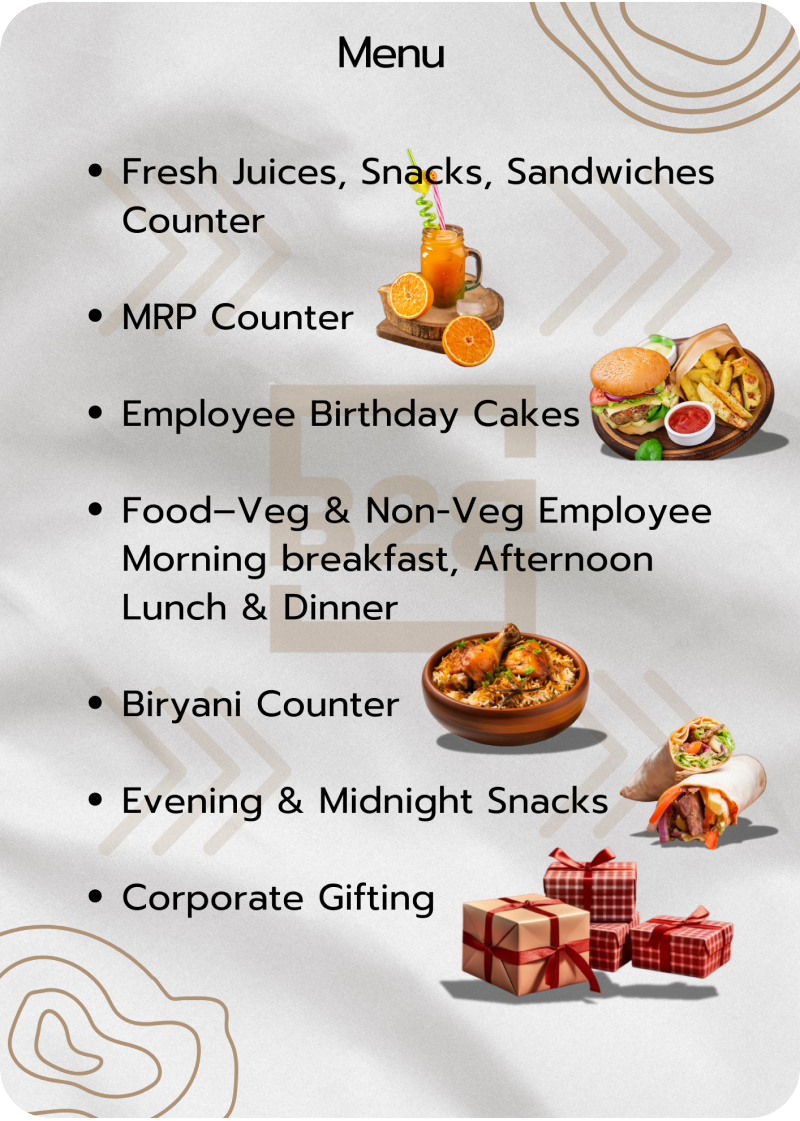 Menu
• Fresh Juices, Snacks, Sandwiches
Counter
• MRP Counter
• Employee Birthday Cakes
• Food–Veg & Non-Veg Employee
Morning breakfast, Afternoon
Lunch & Dinner
• Biryani Counter
• Evening & Midnight Snacks
• Corporate Gifting